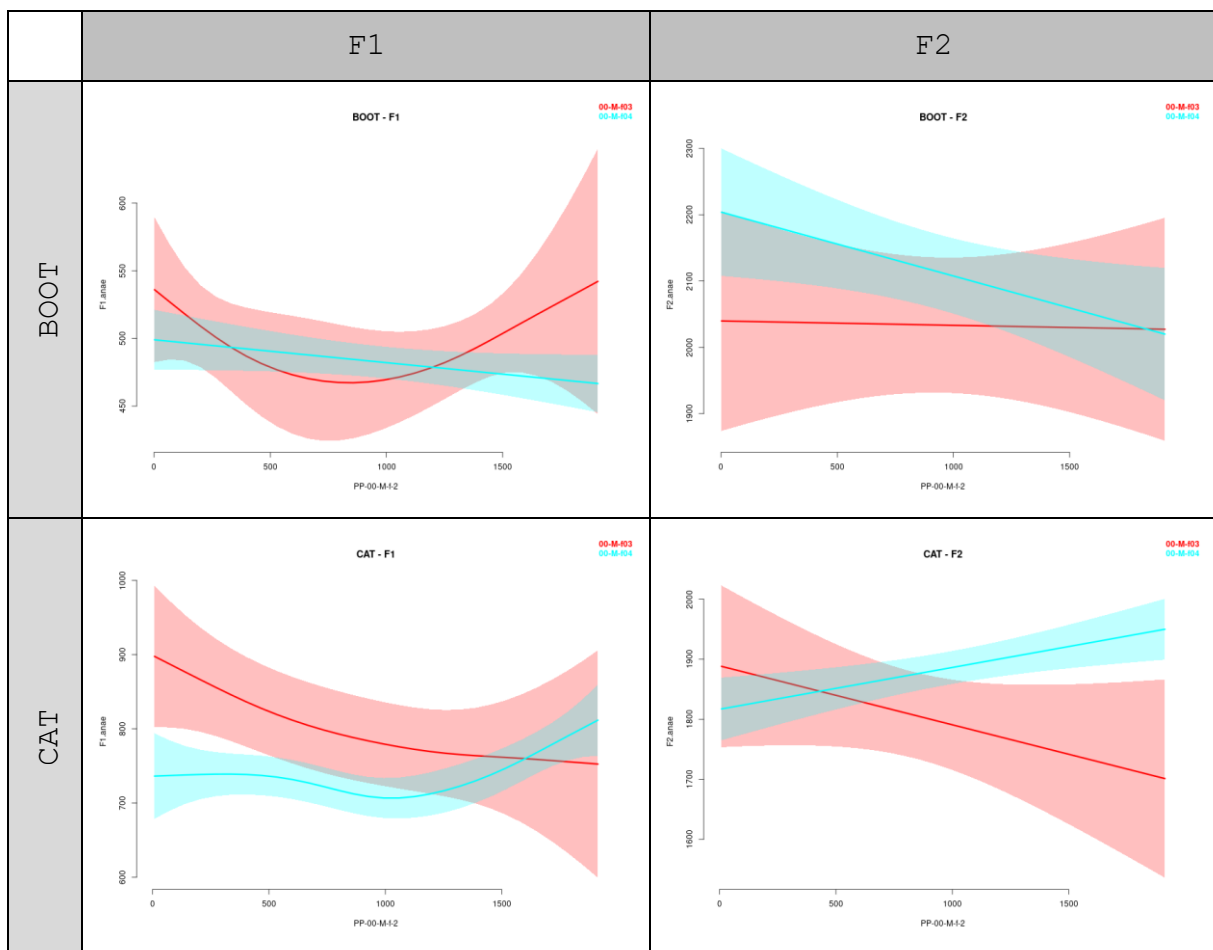 F1
F2
BOOT
BOOT - F1
00-M-f03
00-M-f04
F1.anae
600
550
500
450
0 500 1000 1500
PP-00-M-f-2
BOOT - F2
00-M-f03
00-M-f04
F2.anae
2300
2200
2100
2000
1900
0 500 1000 1500
PP-00-M-f-2
CAT
CAT - F1
00-M-f03
00-M-f04
F1.anae
1000
900
800
700
600
0 500 1000 1500
PP-00-M-f-2
CAT - F2
00-M-f03
00-M-f04
F2.anae
2000
1900
1800
1700
1600
0 500 1000 1500
PP-00-M-f-2